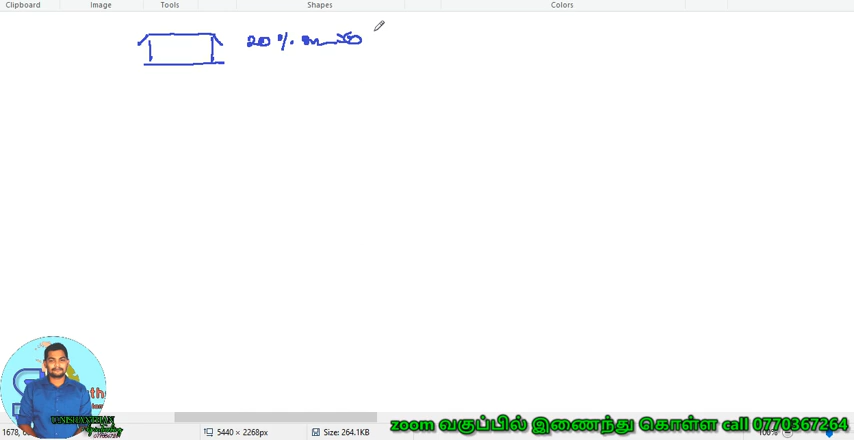 Clipboard Image Tools Shapes Colors
20 %
5440 × 2268px Size: 264.1KB 100%
zoom வகுப்பில் இணைந்து கொள்ள call 0770367264